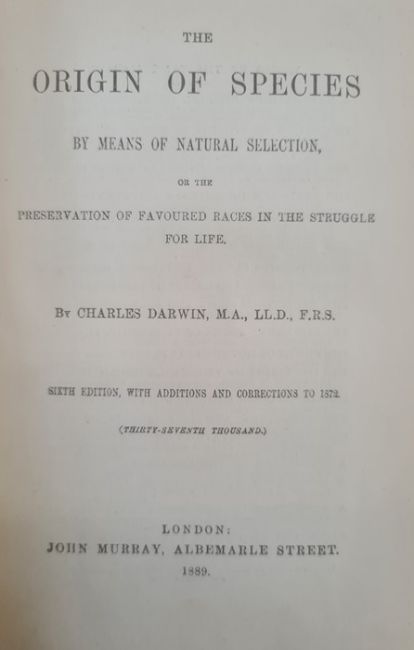 THE
ORIGIN OF SPECIES
BY MEANS OF NATURAL SELECTION,
OR THE
PRESERVATION OF FAVOURED RACES IN THE STRUGGLE
FOR LIFE.
BY CHARLES DARWIN, M.A., LL.D., F.R.S.
SIXTH EDITION, WITH ADDITIONS AND CORRECTIONS TO 1872.
(THIRTY-SEVENTH THOUSAND.)
LONDON:
JOHN MURRAY, ALBEMARLE STREET.
1889.